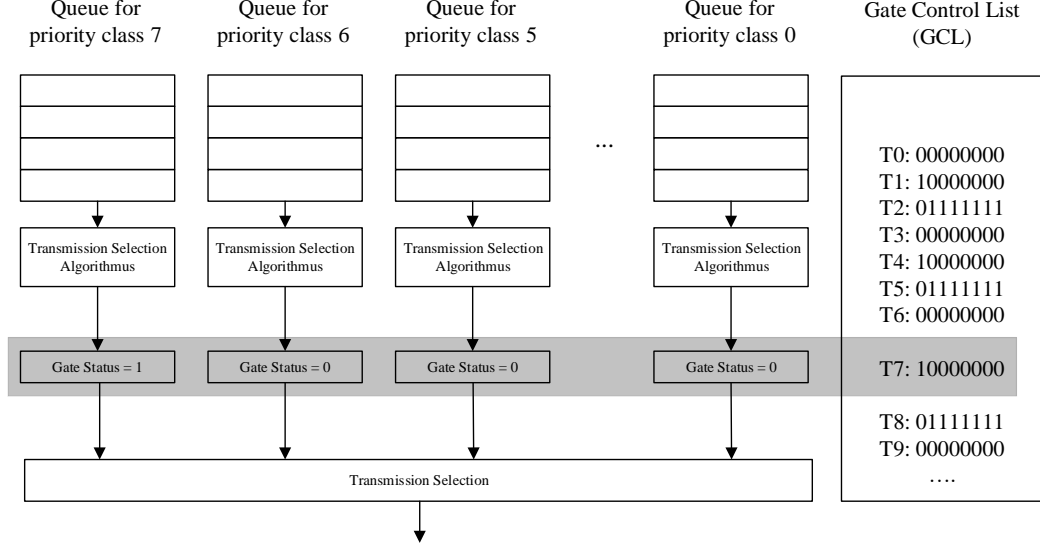 Queue for
priority class 7
Queue for
priority class 6
Queue for
priority class 5
Queue for
priority class 0
Gate Control List
(GCL)
...
Transmission Selection
Algorithmus
Transmission Selection
Algorithmus
Transmission Selection
Algorithmus
Transmission Selection
Algorithmus
Gate Status = 1
Gate Status = 0
Gate Status = 0
Gate Status = 0
Transmission Selection
T0: 00000000
T1: 10000000
T2: 01111111
T3: 00000000
T4: 10000000
T5: 01111111
T6: 00000000
T7: 10000000
T8: 01111111
T9: 00000000
....